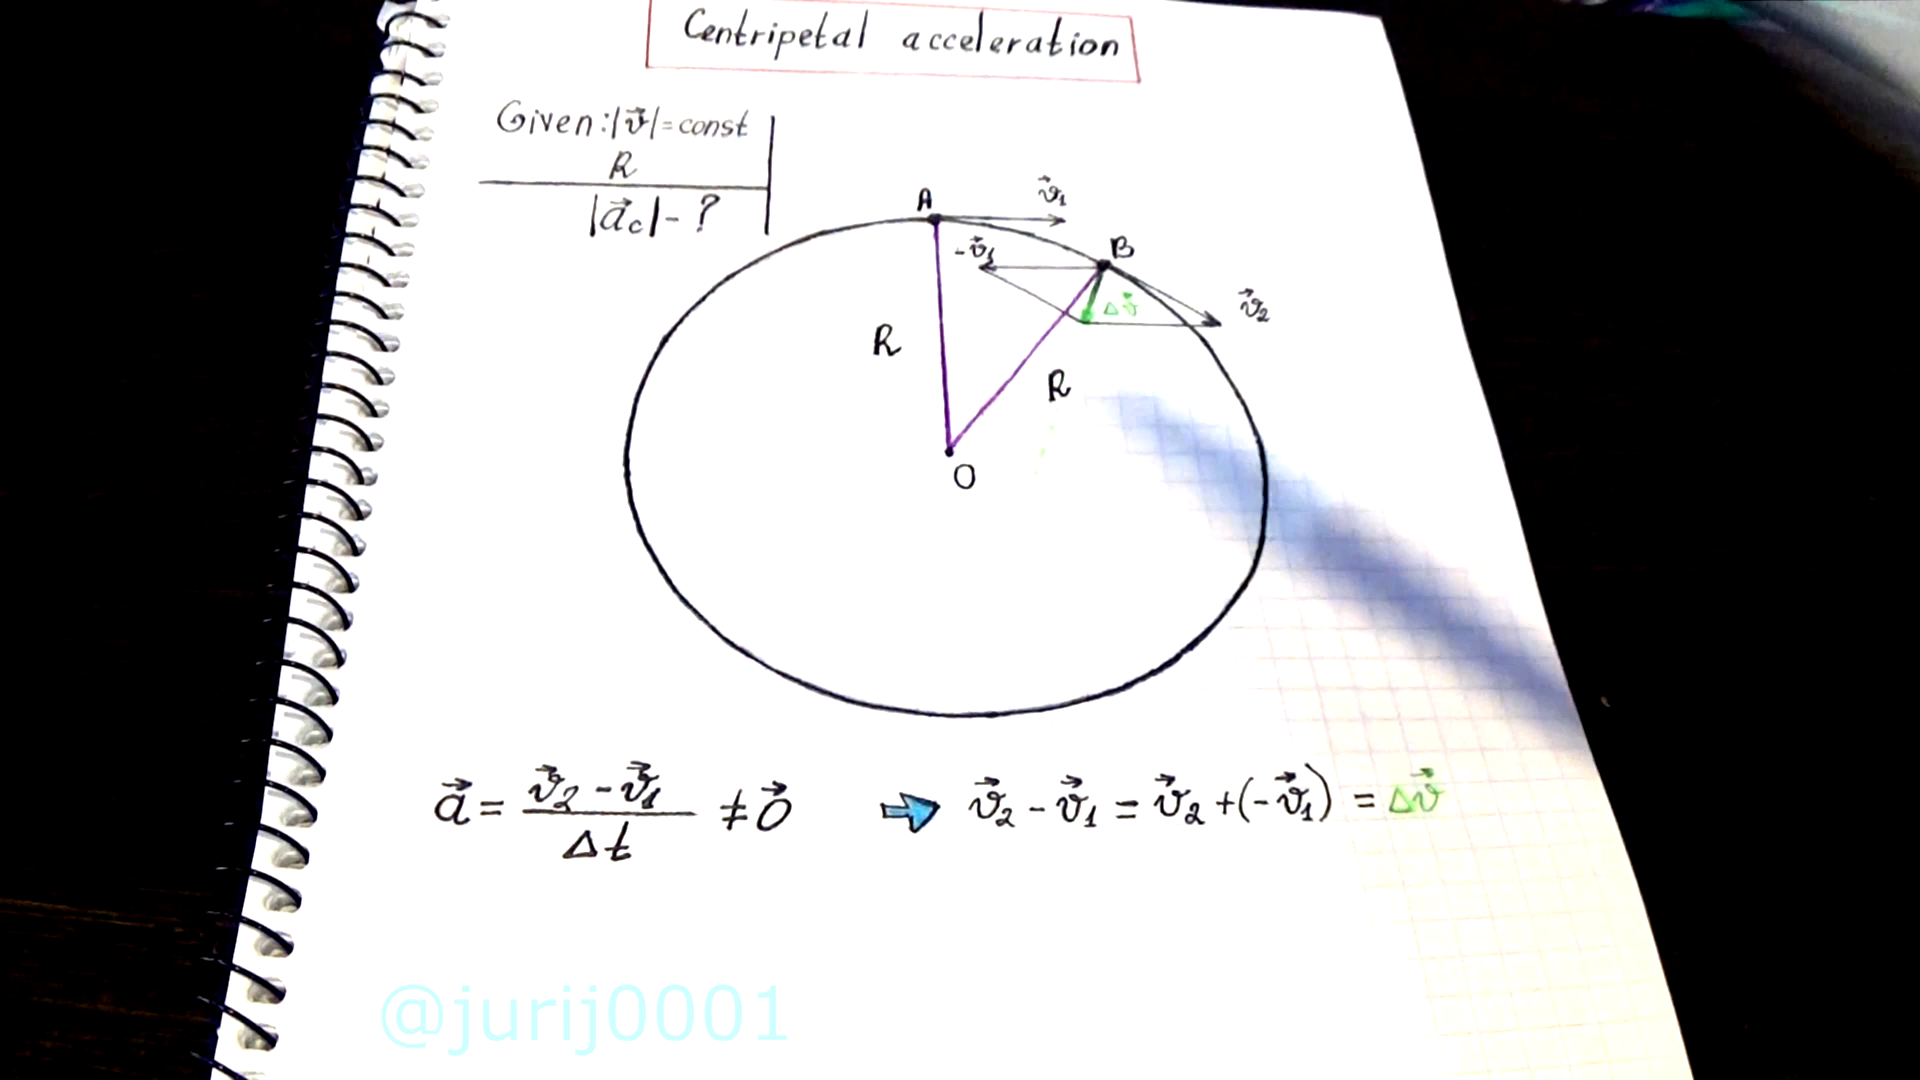 Centripetal acceleration
Given: |v⃗| = const
R
|a⃗c| - ?
A
v⃗1
-v⃗1
B
Δv⃗
v⃗2
R
R
O
a⃗ = (v⃗2 - v⃗1) / Δt ≠ 0⃗ ⇒ v⃗2 - v⃗1 = v⃗2 + (-v⃗1) = Δv⃗
@jurij0001